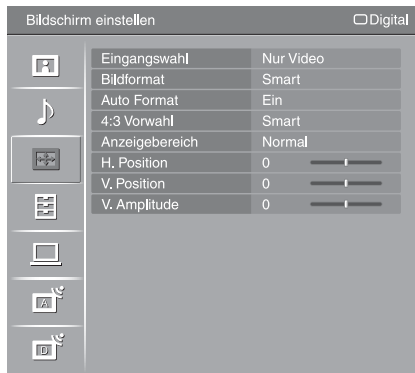 Bildschirm einstellen Digital
Eingangswahl Nur Video
Bildformat Smart
Auto Format Ein
4:3 Vorwahl Smart
Anzeigebereich Normal
H. Position 0
V. Position 0
V. Amplitude 0
A
D